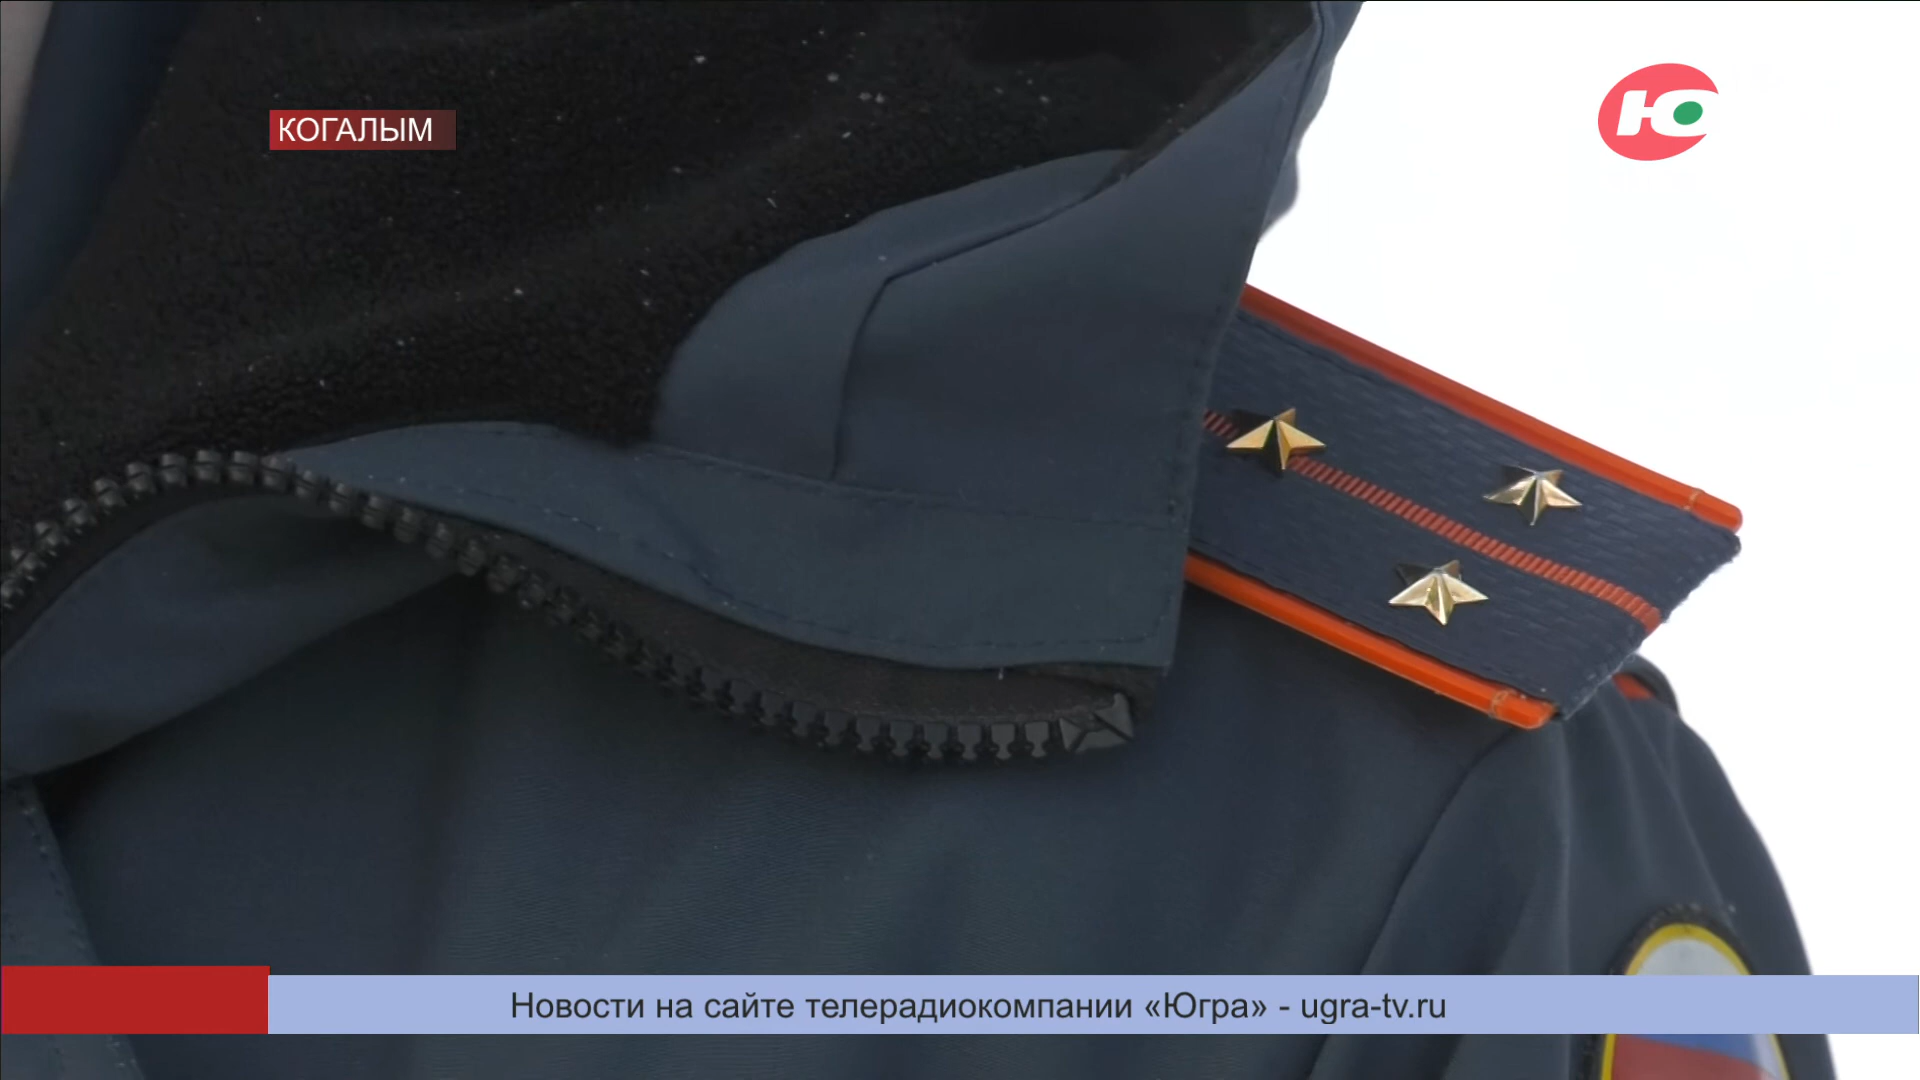 КОГАЛЫМ
Ю
Новости на сайте телерадиокомпании «Югра» - ugra-tv.ru